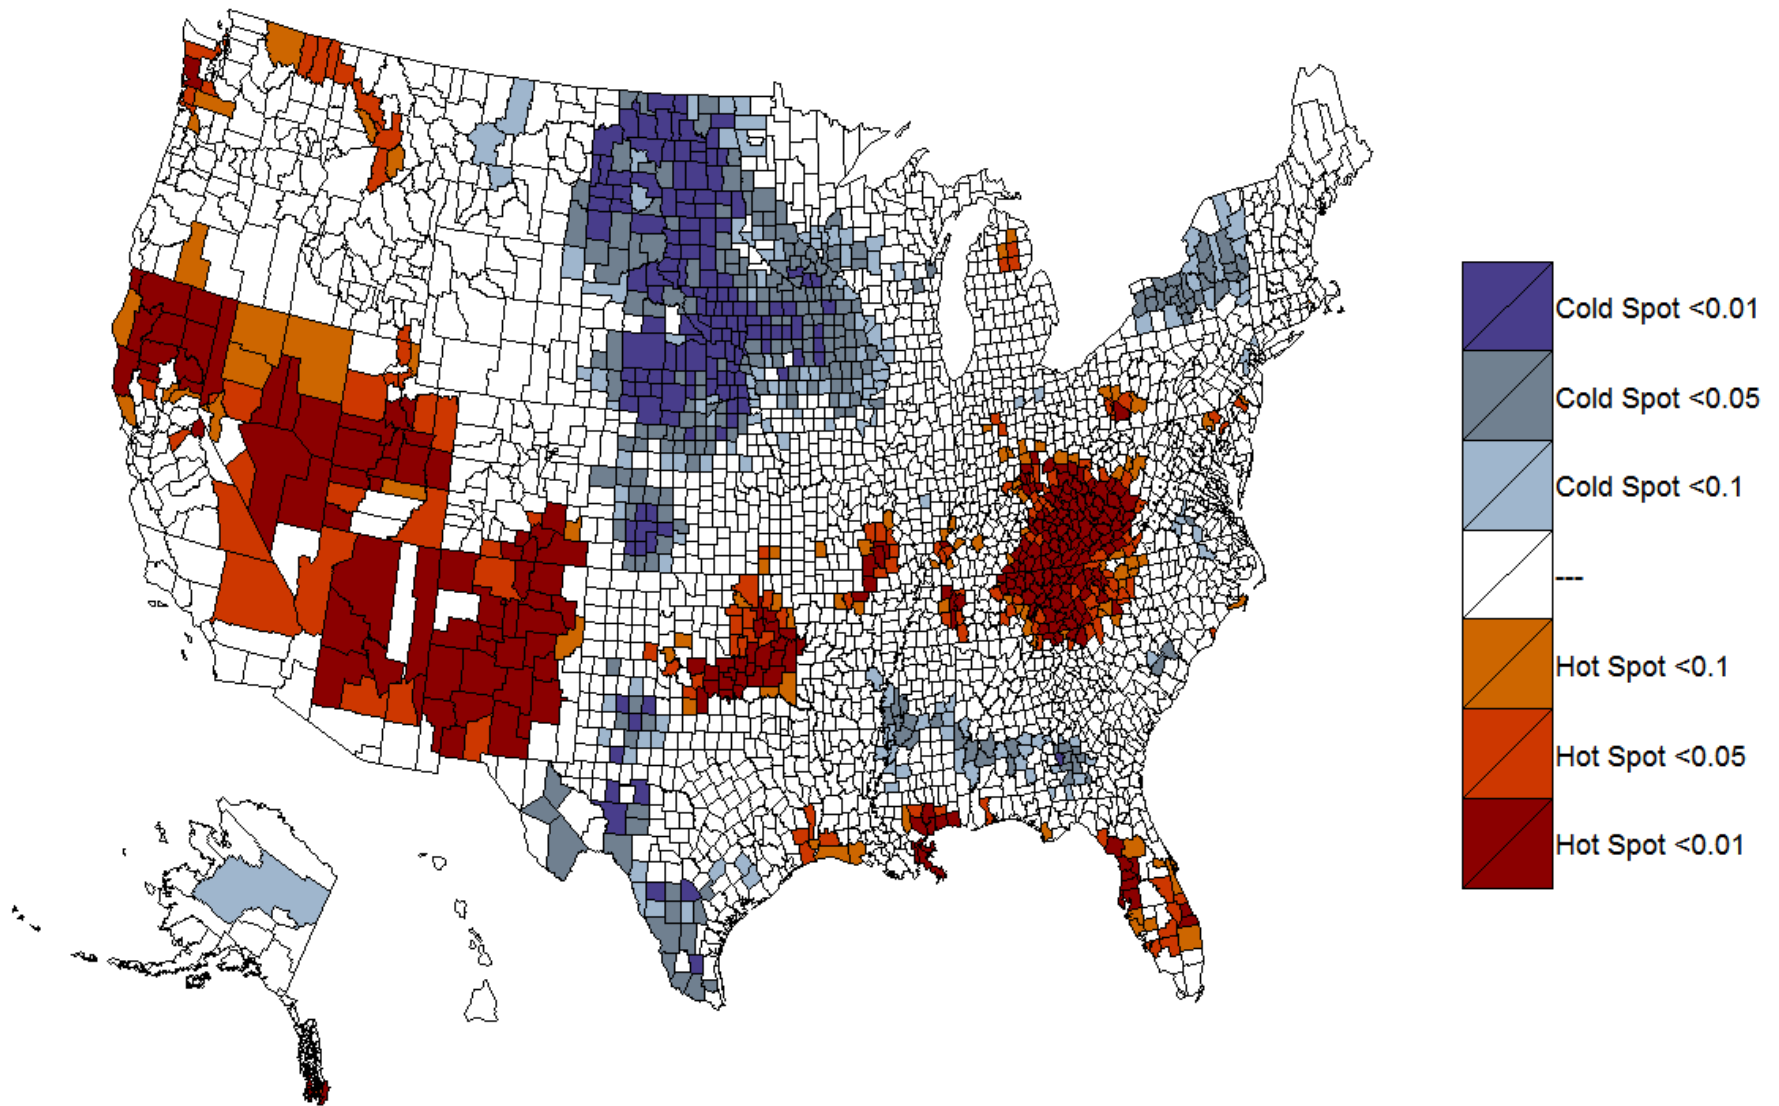 Cold Spot <0.01
Cold Spot <0.05
Cold Spot <0.1
---
Hot Spot <0.1
Hot Spot <0.05
Hot Spot <0.01